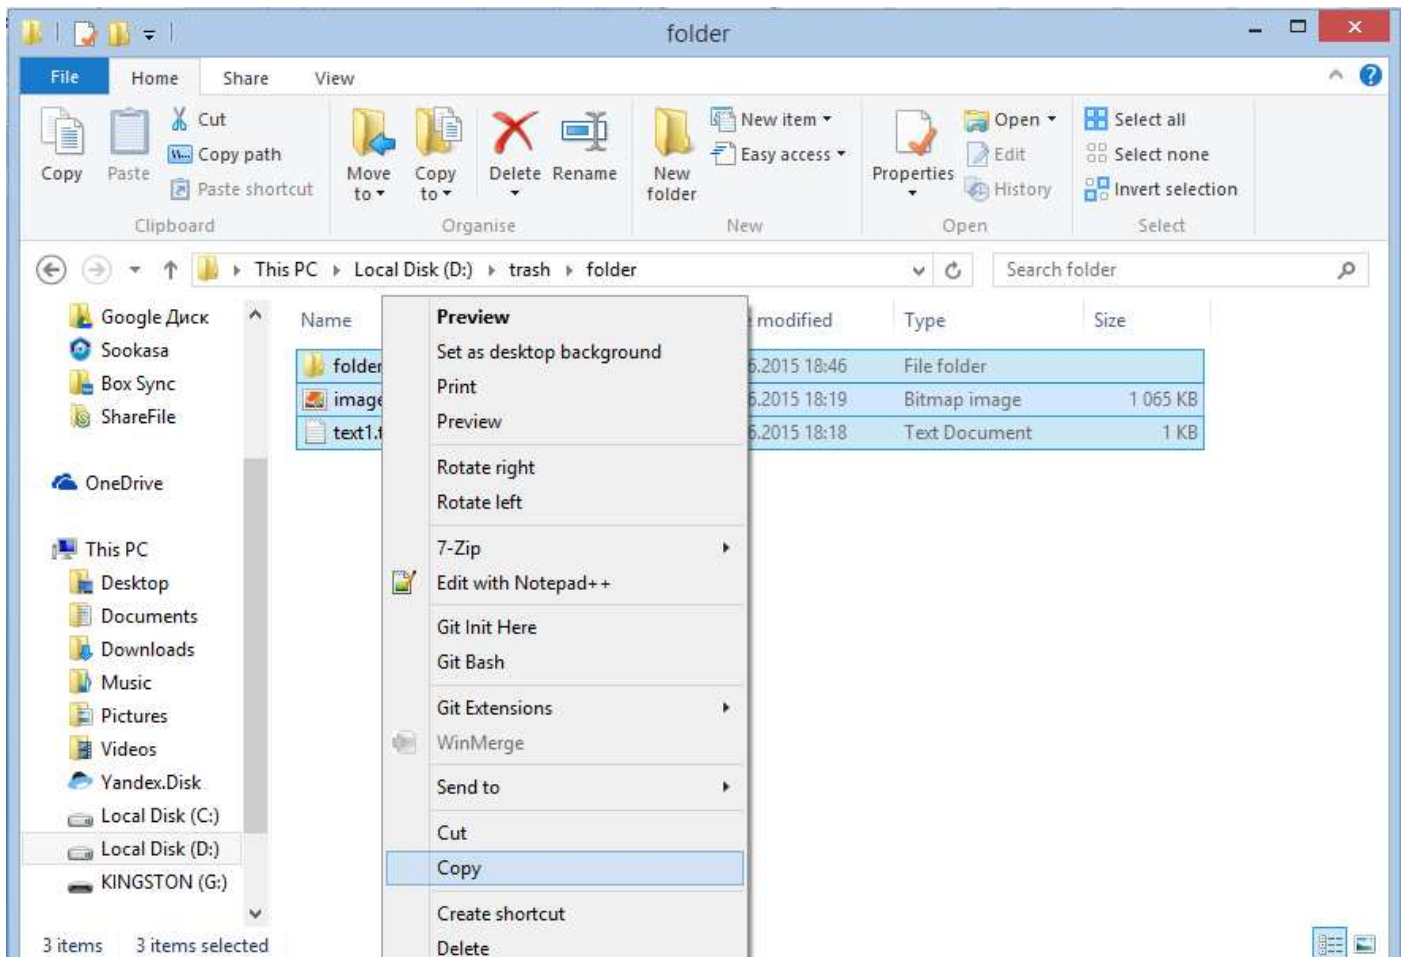 folder
File Home Share View
Copy
Paste
Cut
Copy path
Paste shortcut
Clipboard
Move to
Copy to
Delete
Rename
Organise
New folder
New item
Easy access
New
Properties
Open
Edit
History
Open
Select all
Select none
Invert selection
Select
This PC Local Disk (D:) trash folder
Search folder
Google Диск
Sookasa
Box Sync
ShareFile
OneDrive
This PC
Desktop
Documents
Downloads
Music
Pictures
Videos
Yandex.Disk
Local Disk (C:)
Local Disk (D:)
KINGSTON (G:)
Name modified Type Size
folder 18:46 File folder
image 18:19 Bitmap image 1 065 KB
text1.t 18:18 Text Document 1 KB
Preview
Set as desktop background
Print
Preview
Rotate right
Rotate left
7-Zip
Edit with Notepad++
Git Init Here
Git Bash
Git Extensions
WinMerge
Send to
Cut
Copy
Create shortcut
Delete
3 items 3 items selected